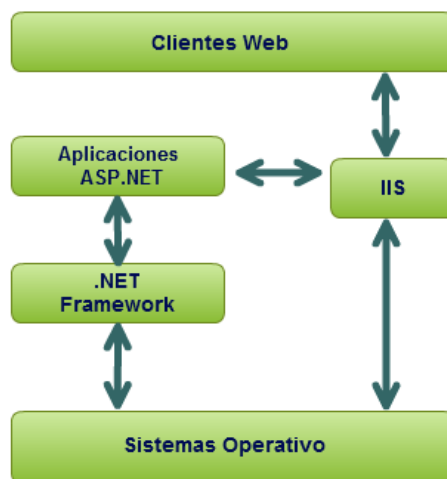 Clientes Web
Aplicaciones
ASP.NET
IIS
.NET
Framework
Sistemas Operativo